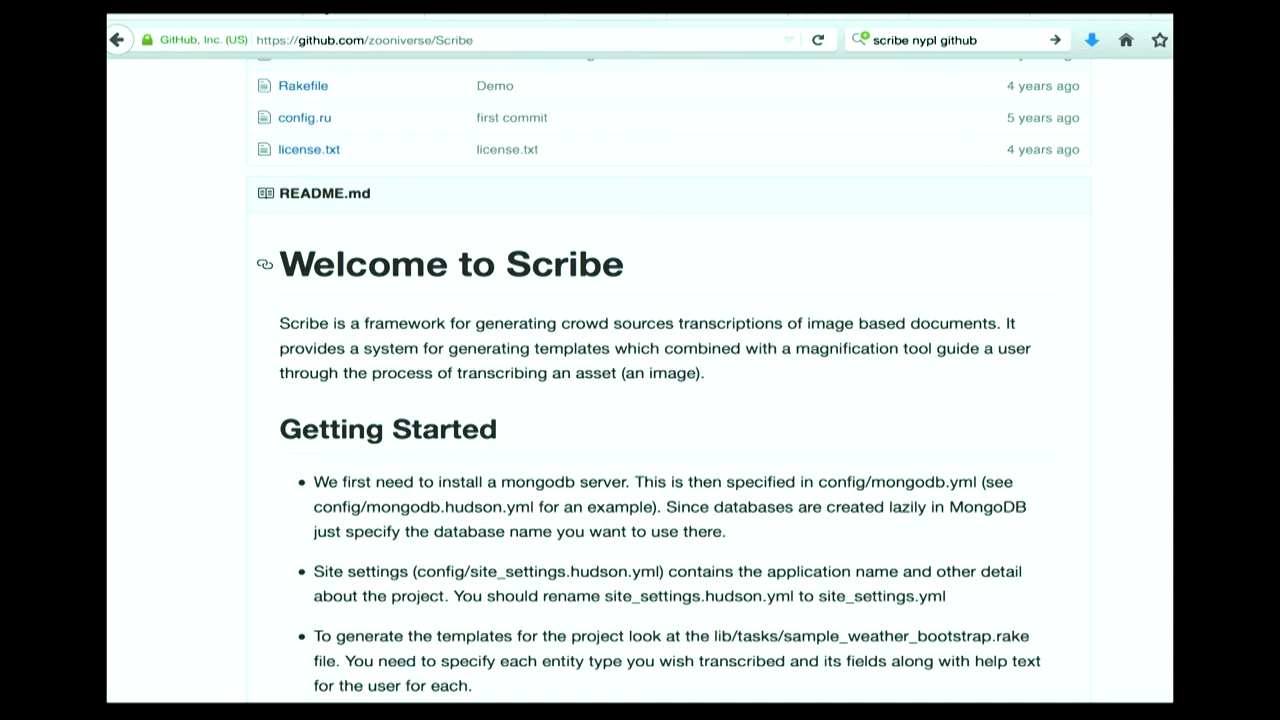 GitHub, Inc. (US) https://github.com/zooniverse/Scribe scribe nypl github
Rakefile Demo 4 years ago
config.ru first commit 5 years ago
license.txt license.txt 4 years ago
README.md
Welcome to Scribe
Scribe is a framework for generating crowd sources transcriptions of image based documents. It
provides a system for generating templates which combined with a magnification tool guide a user
through the process of transcribing an asset (an image).
Getting Started
• We first need to install a mongodb server. This is then specified in config/mongodb.yml (see
config/mongodb.hudson.yml for an example). Since databases are created lazily in MongoDB
just specify the database name you want to use there.
• Site settings (config/site_settings.hudson.yml) contains the application name and other detail
about the project. You should rename site_settings.hudson.yml to site_settings.yml
• To generate the templates for the project look at the lib/tasks/sample_weather_bootstrap.rake
file. You need to specify each entity type you wish transcribed and its fields along with help text
for the user for each.